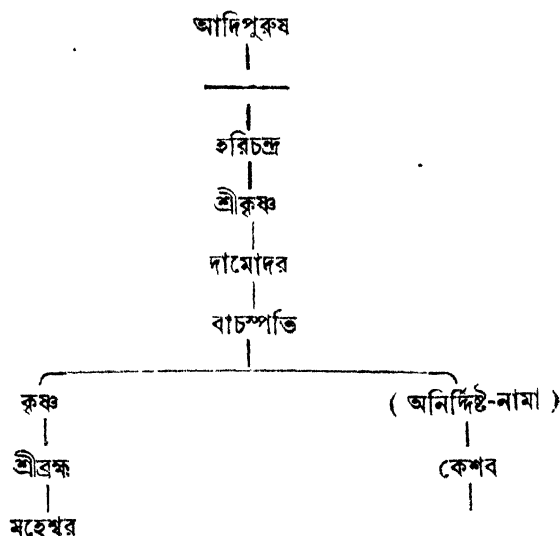 আদিপুরুষ
হরিচন্দ্র
শ্রীকৃষ্ণ
দামোদর
বাচস্পতি
কৃষ্ণ ( অনির্দ্দিষ্ট-নামা )
শ্রীব্রহ্ম কেশব
মহেশ্বর